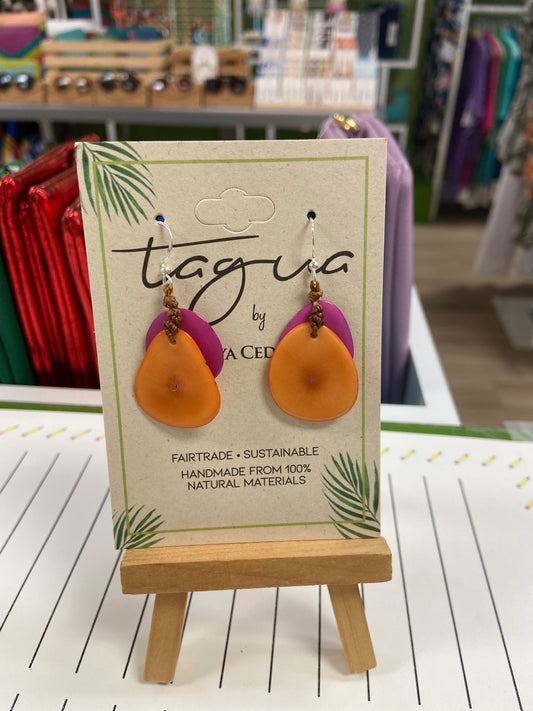 tagua
by
FAIRTRADE • SUSTAINABLE
HANDMADE FROM 100%
NATURAL MATERIALS